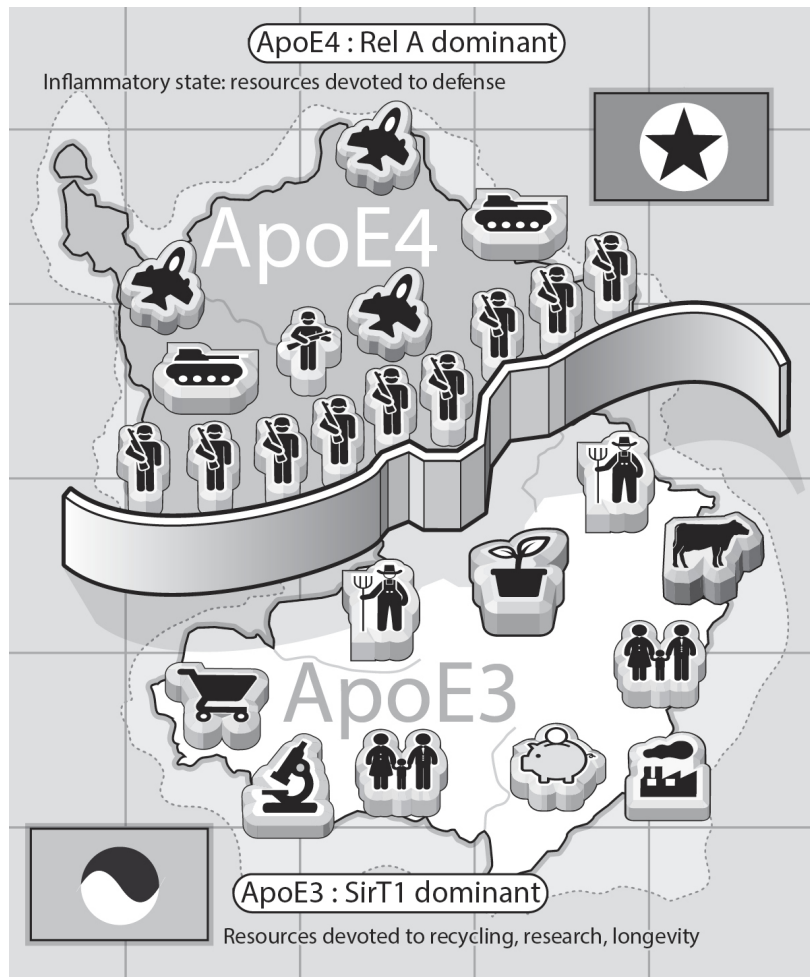 ApoE4 : Rel A dominant
Inflammatory state: resources devoted to defense
ApoE4
ApoE3
ApoE3 : SirT1 dominant
Resources devoted to recycling, research, longevity